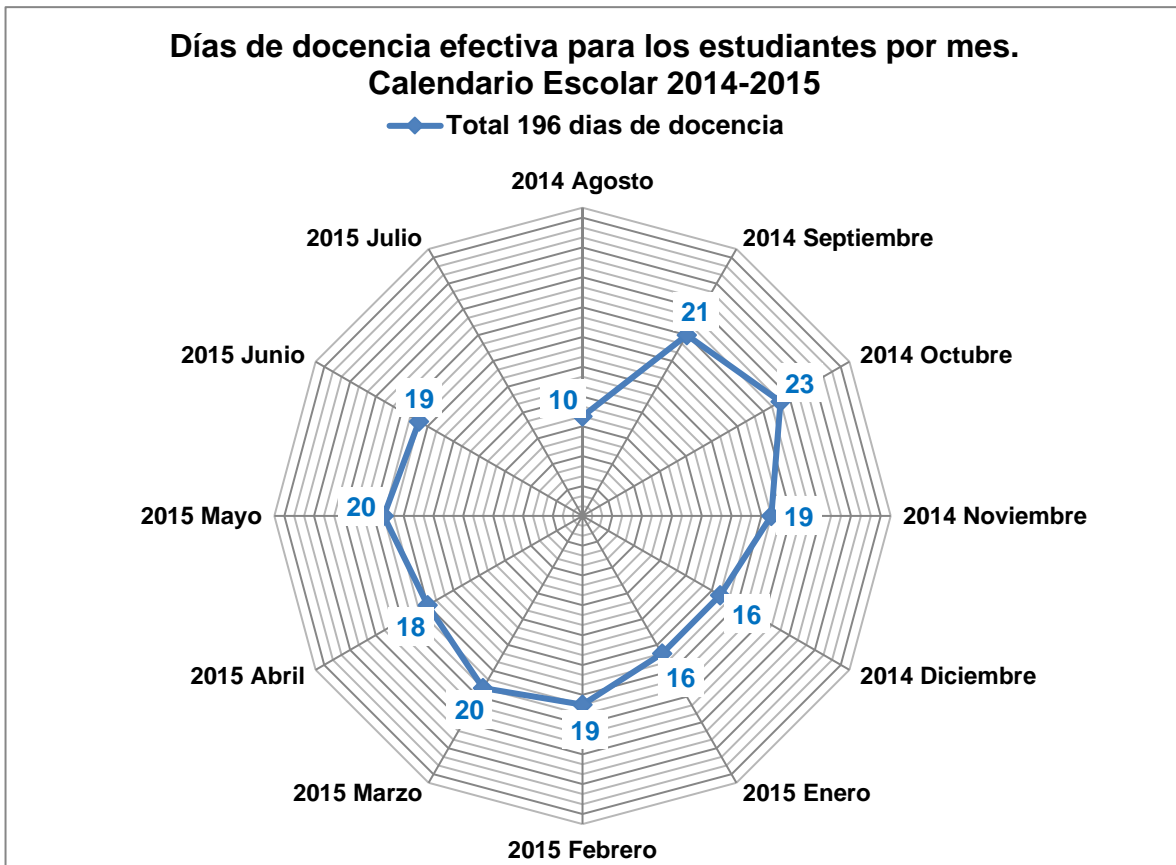 Días de docencia efectiva para los estudiantes por mes.
Calendario Escolar 2014-2015
Total 196 dias de docencia
2014 Agosto
2015 Julio
2014 Septiembre
21
2015 Junio
2014 Octubre
19
10
23
2015 Mayo
20
19
2014 Noviembre
18
16
2015 Abril
20
19
16
2014 Diciembre
2015 Marzo
2015 Enero
2015 Febrero